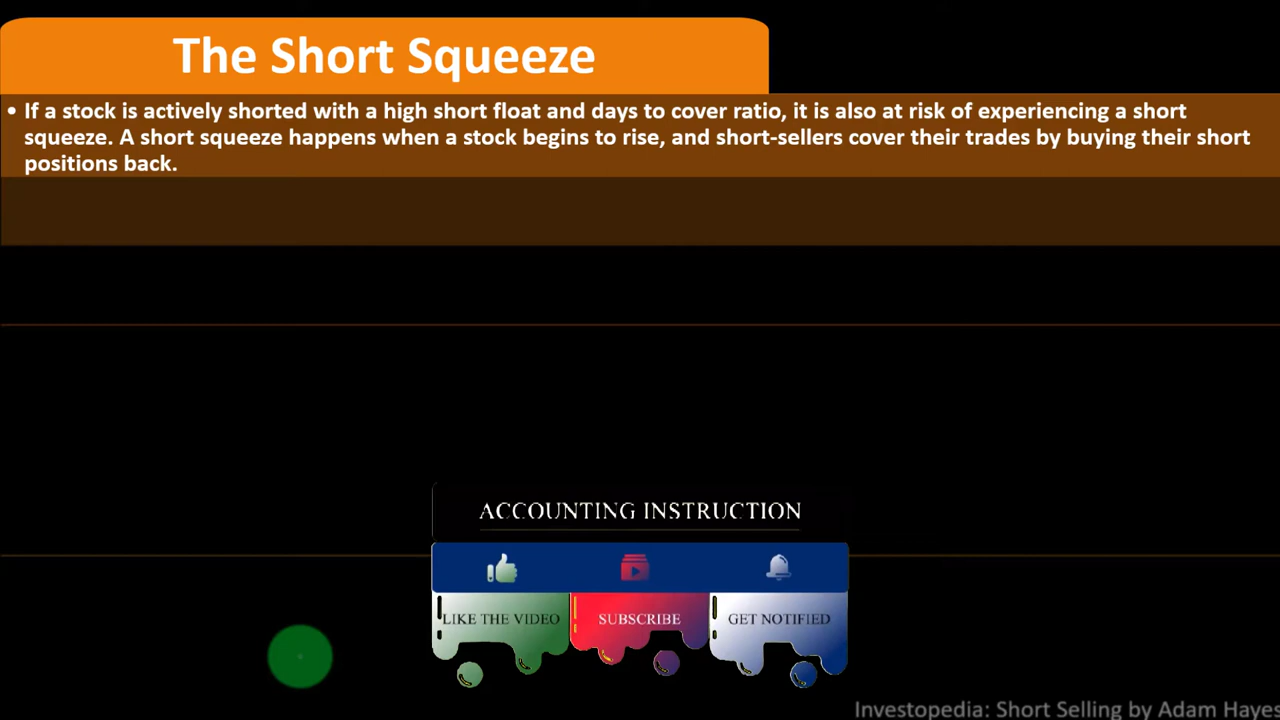 The Short Squeeze
• If a stock is actively shorted with a high short float and days to cover ratio, it is also at risk of experiencing a short
squeeze. A short squeeze happens when a stock begins to rise, and short-sellers cover their trades by buying their short
positions back.
ACCOUNTING INSTRUCTION
LIKE THE VIDEO
SUBSCRIBE
GET NOTIFIED
Investopedia: Short Selling by Adam Hayes